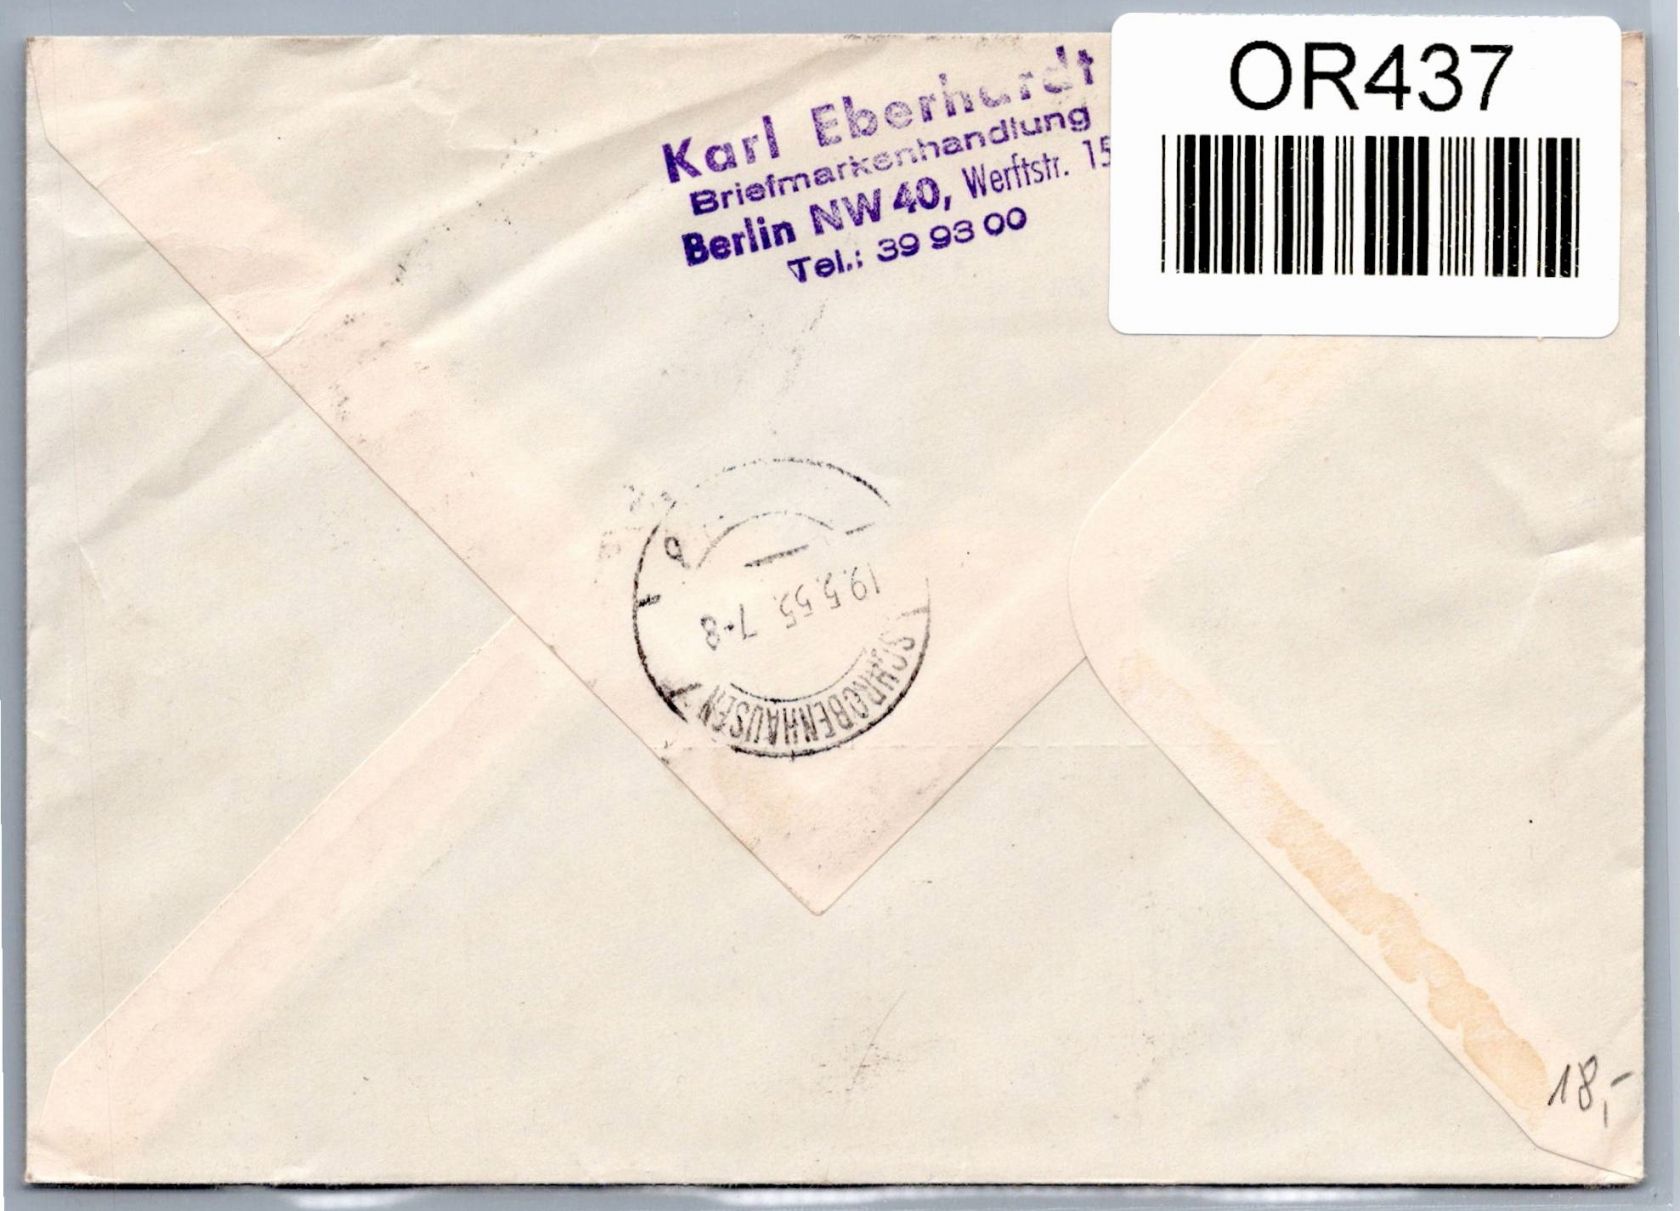 OR437
Karl Eberhardt
Briefmarkenhandlung
Berlin NW 40, Werftstr. 15
Tel.: 39 93 00
19.5.55. 7-8
SCHROBENHAUSEN
18,-